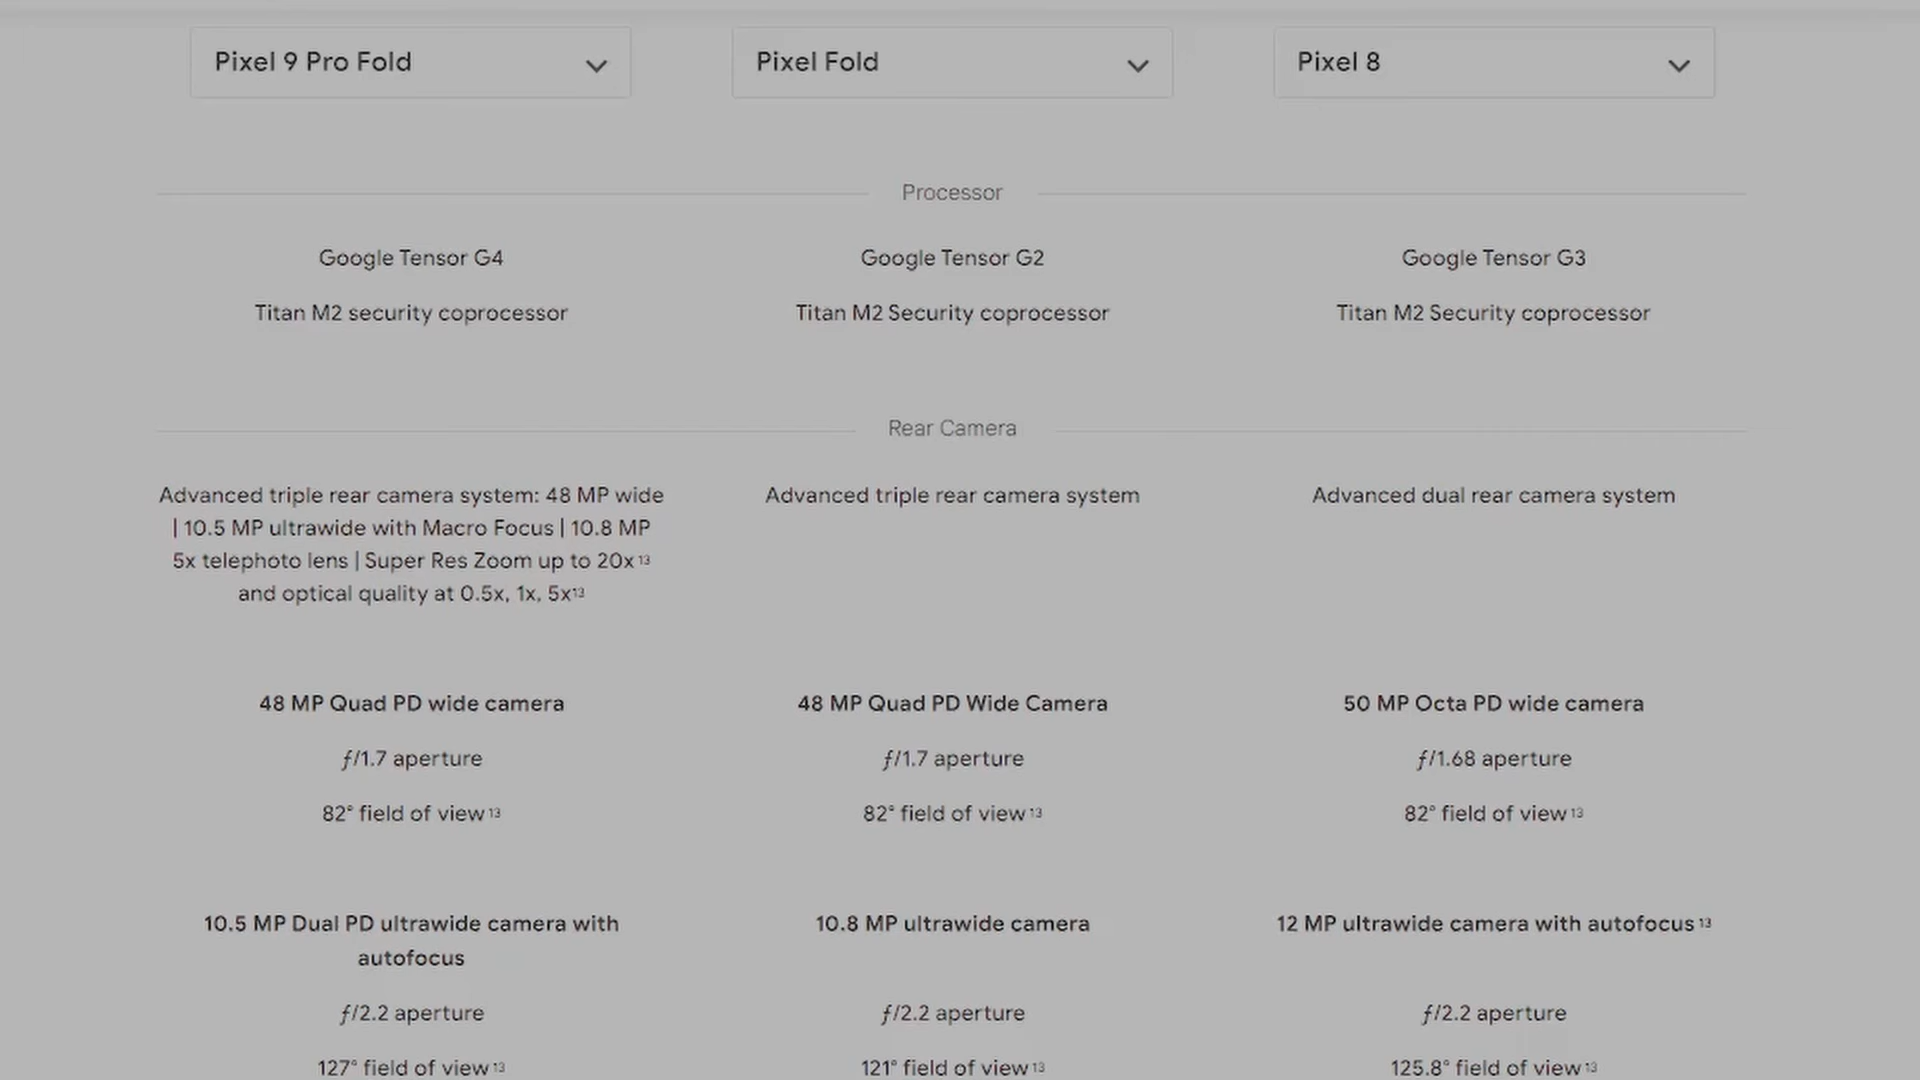 Pixel 9 Pro Fold
Pixel Fold
Pixel 8
Processor
Google Tensor G4
Google Tensor G2
Google Tensor G3
Titan M2 security coprocessor
Titan M2 Security coprocessor
Titan M2 Security coprocessor
Rear Camera
Advanced triple rear camera system: 48 MP wide
| 10.5 MP ultrawide with Macro Focus | 10.8 MP
5x telephoto lens | Super Res Zoom up to 20x¹³
and optical quality at 0.5x, 1x, 5x¹³
Advanced triple rear camera system
Advanced dual rear camera system
48 MP Quad PD wide camera
48 MP Quad PD Wide Camera
50 MP Octa PD wide camera
ƒ/1.7 aperture
ƒ/1.7 aperture
ƒ/1.68 aperture
82° field of view¹³
82° field of view¹³
82° field of view¹³
10.5 MP Dual PD ultrawide camera with
autofocus
10.8 MP ultrawide camera
12 MP ultrawide camera with autofocus¹³
ƒ/2.2 aperture
ƒ/2.2 aperture
ƒ/2.2 aperture
127° field of view¹³
121° field of view¹³
125.8° field of view¹³